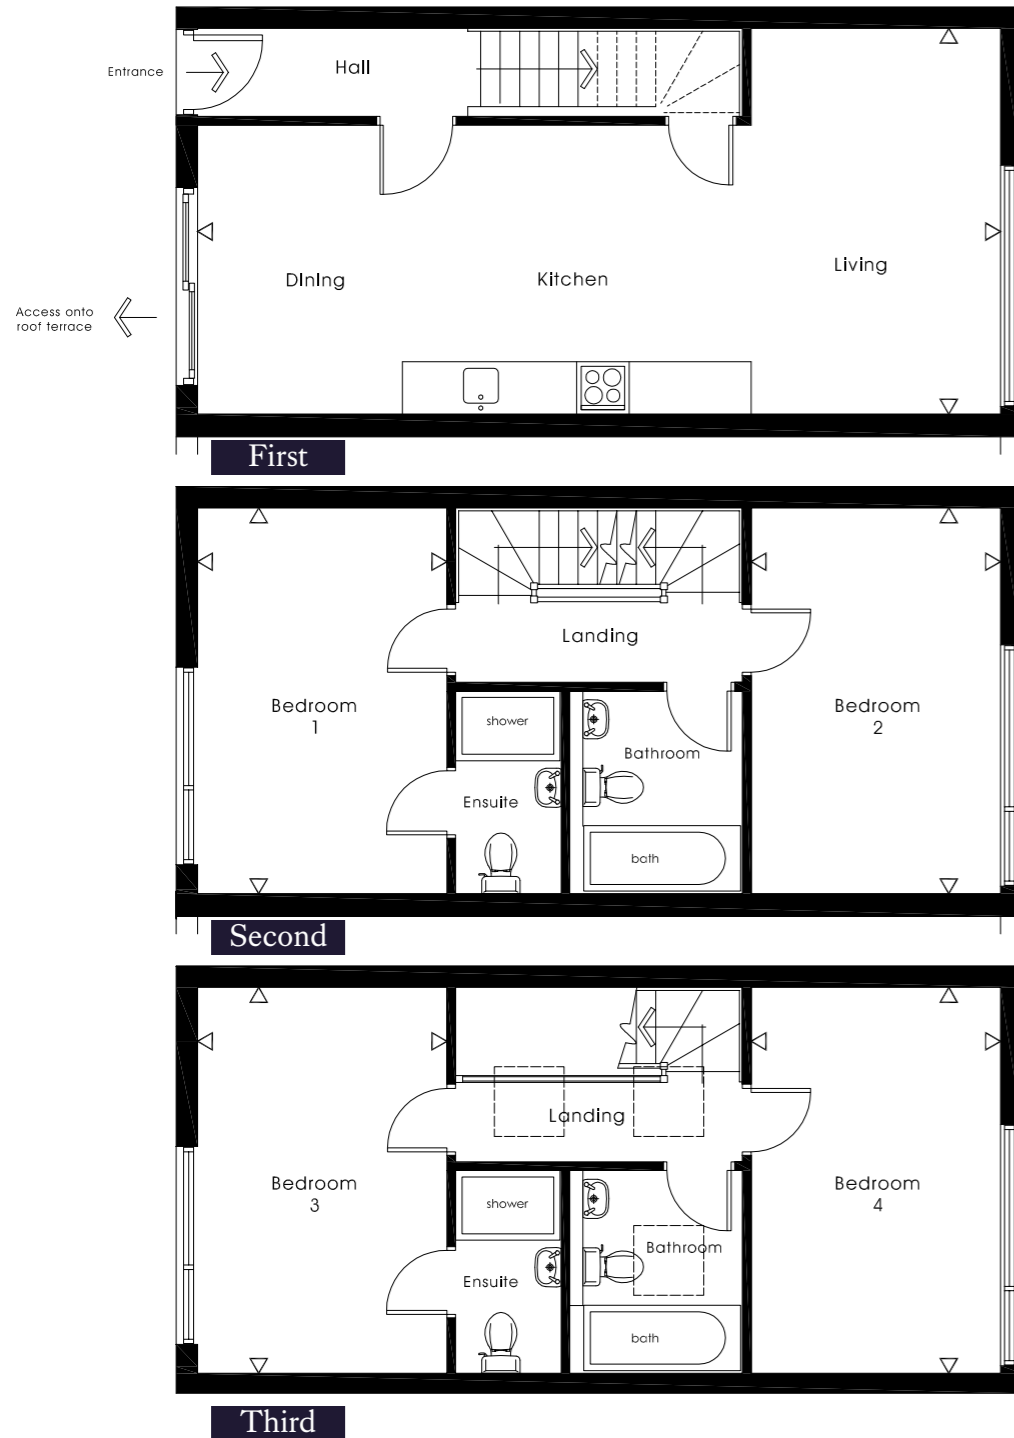 Entrance
Hall
Dining
Kitchen
Living
Access onto
roof terrace
First
Landing
Bedroom
1
Bedroom
2
shower
Bathroom
Ensuite
bath
Second
Landing
Bedroom
3
Bedroom
4
shower
Bathroom
Ensuite
bath
Third